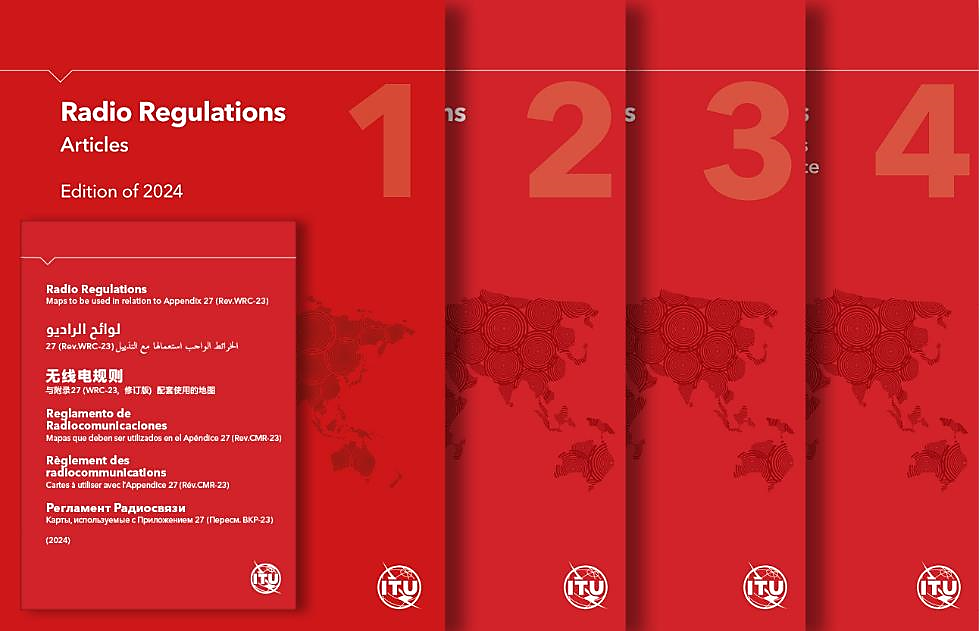 Radio Regulations
Articles
Edition of 2024
1
2
3
4
Radio Regulations
Maps to be used in relation to Appendix 27 (Rev.WRC-23)
لوائح الراديو
الخرائط الواجب استعمالها مع التذييل 27 (Rev.WRC-23)
无线电规则
与附录27 (WRC-23, 修订版) 配套使用的地图
Reglamento de
Radiocomunicaciones
Mapas que deben ser utilizados en el Apéndice 27 (Rev.CMR-23)
Règlement des
radiocommunications
Cartes à utiliser avec l'Appendice 27 (Rév.CMR-23)
Регламент Радиосвязи
Карты, используемые с Приложением 27 (Пересм. ВКР-23)
(2024)
ITU
ITU
ITU
ITU
ITU